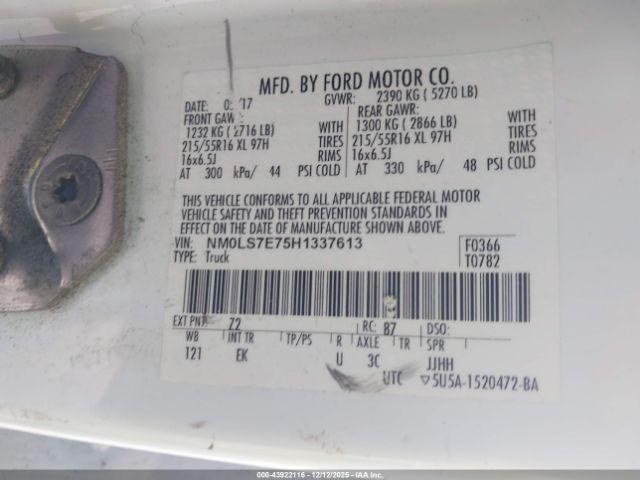 MFD. BY FORD MOTOR CO.
DATE: 0 /17 GVWR: 2390 KG ( 5270 LB)
FRONT GAWR: REAR GAWR:
1232 KG ( 2716 LB) WITH 1300 KG ( 2866 LB) WITH
215/55R16 XL 97H TIRES 215/55R16 XL 97H TIRES
16x6.5J RIMS 16x6.5J RIMS
AT 300 kPa/ 44 PSI COLD AT 330 kPa/ 48 PSI COLD
THIS VEHICLE CONFORMS TO ALL APPLICABLE FEDERAL MOTOR
VEHICLE SAFETY AND THEFT PREVENTION STANDARDS IN
EFFECT ON THE DATE OF MANUFACTURE SHOWN ABOVE.
VIN: NM0LS7E75H1337613 F0366
TYPE: Truck T0782
EXT PNT: Z2 RC: 87 DSO:
WB INT TR TP/PS R AXLE TR SPR
121 EK U 3C JJHH
UTC ▽5U5A-1520472-BA
000-43922116 - 12/12/2025 - IAAI.COM